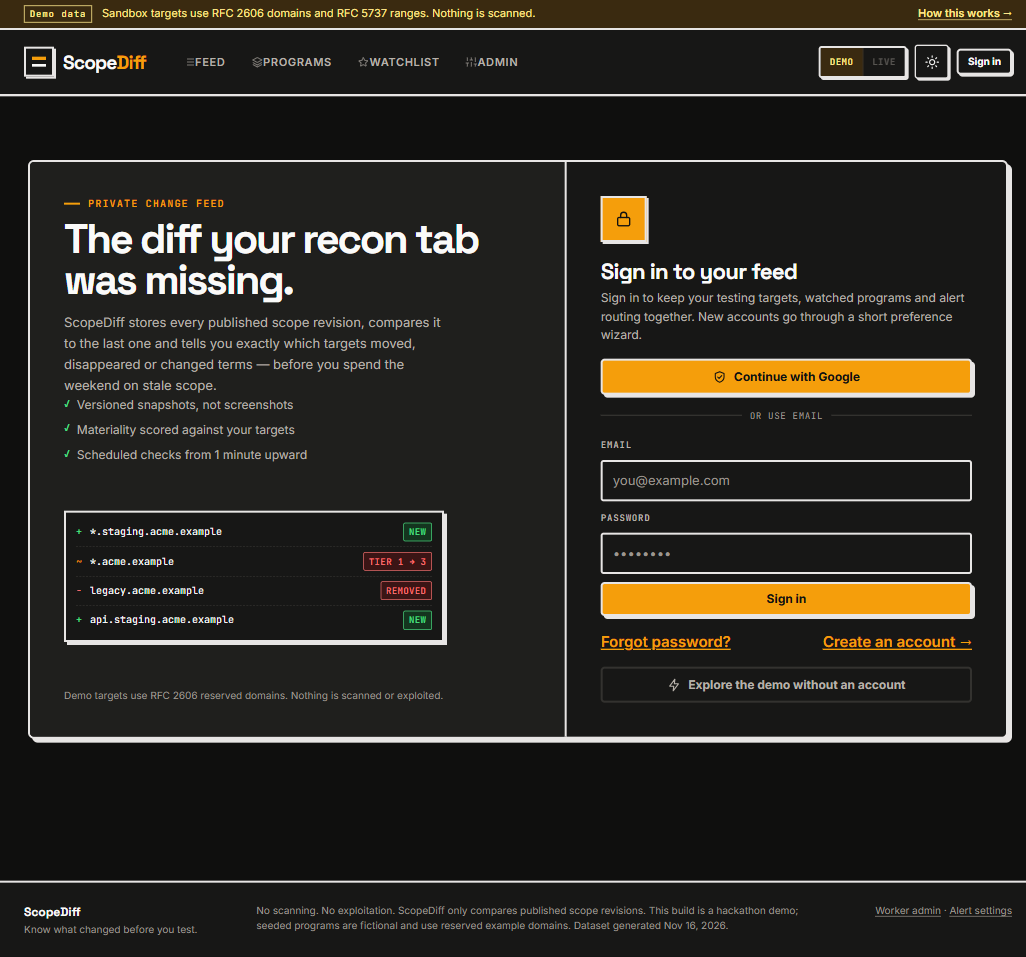 Demo data Sandbox targets use RFC 2606 domains and RFC 5737 ranges. Nothing is scanned. How this works →
ScopeDiff FEED PROGRAMS WATCHLIST ADMIN DEMO LIVE Sign in
PRIVATE CHANGE FEED
The diff your recon tab
was missing.
ScopeDiff stores every published scope revision, compares it
to the last one and tells you exactly which targets moved,
disappeared or changed terms — before you spend the
weekend on stale scope.
✓ Versioned snapshots, not screenshots
✓ Materiality scored against your targets
✓ Scheduled checks from 1 minute upward
+ *.staging.acme.example NEW
~ *.acme.example TIER 1 → 3
- legacy.acme.example REMOVED
+ api.staging.acme.example NEW
Demo targets use RFC 2606 reserved domains. Nothing is scanned or exploited.
Sign in to your feed
Sign in to keep your testing targets, watched programs and alert
routing together. New accounts go through a short preference
wizard.
Continue with Google
OR USE EMAIL
EMAIL
you@example.com
PASSWORD
••••••••
Sign in
Forgot password? Create an account →
Explore the demo without an account
ScopeDiff
Know what changed before you test.
No scanning. No exploitation. ScopeDiff only compares published scope revisions. This build is a hackathon demo;
seeded programs are fictional and use reserved example domains. Dataset generated Nov 16, 2026.
Worker admin · Alert settings